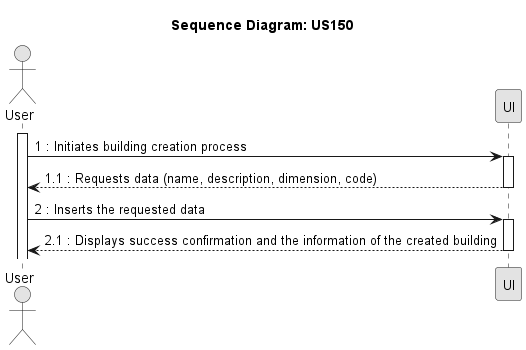 Sequence Diagram: US150
User
UI
1 : Initiates building creation process
1.1 : Requests data (name, description, dimension, code)
2 : Inserts the requested data
2.1 : Displays success confirmation and the information of the created building
User
UI